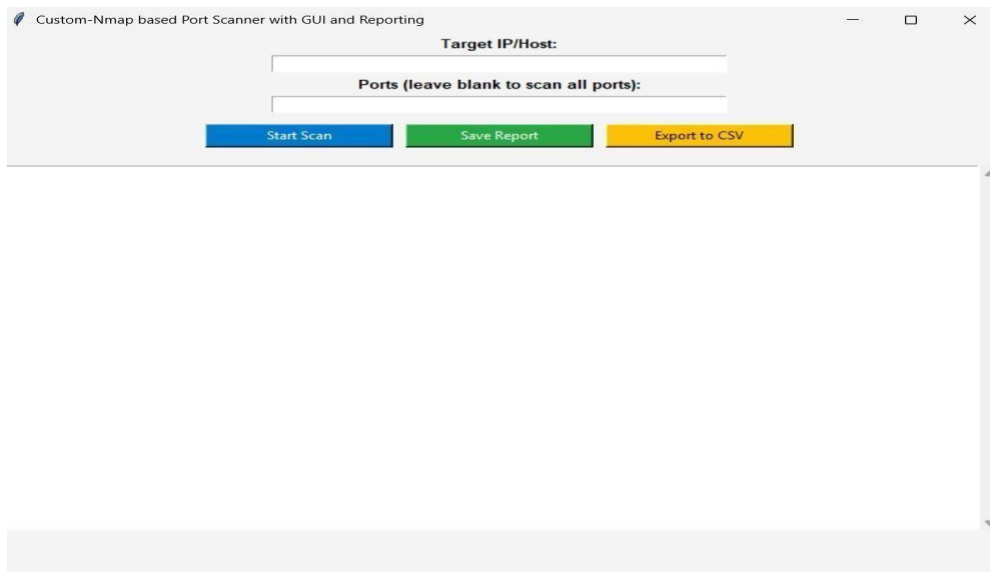 Custom-Nmap based Port Scanner with GUI and Reporting
Target IP/Host:
Ports (leave blank to scan all ports):
Start Scan Save Report Export to CSV